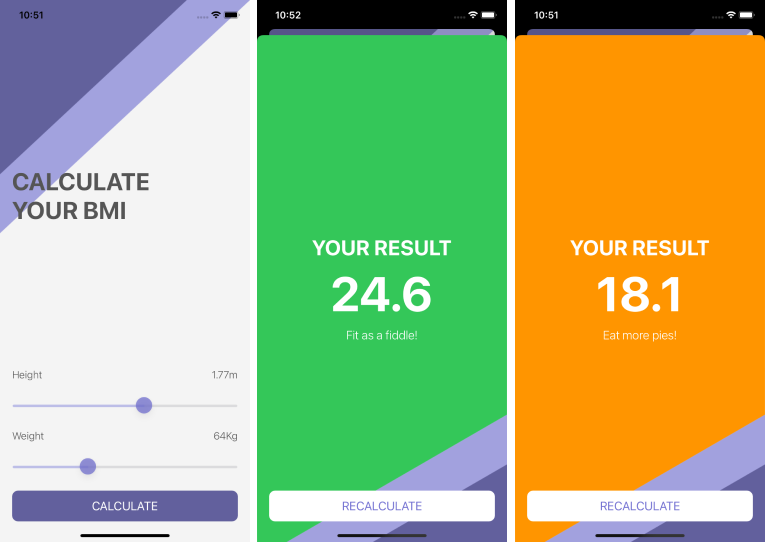 10:51
CALCULATE
YOUR BMI
Height 1.77m
Weight 64Kg
CALCULATE
10:52
YOUR RESULT
24.6
Fit as a fiddle!
RECALCULATE
10:51
YOUR RESULT
18.1
Eat more pies!
RECALCULATE